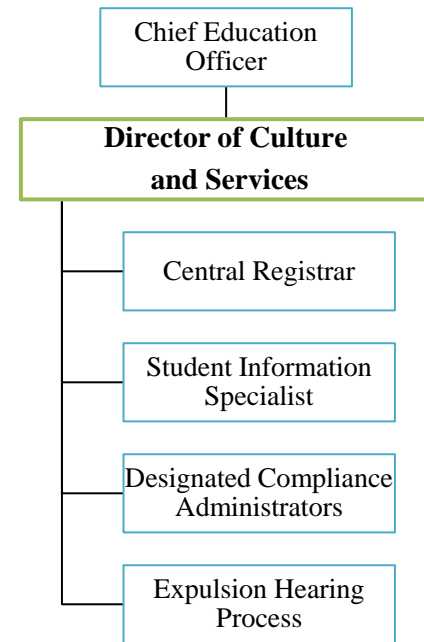 Chief Education
Officer
Director of Culture
and Services
Central Registrar
Student Information
Specialist
Designated Compliance
Administrators
Expulsion Hearing
Process